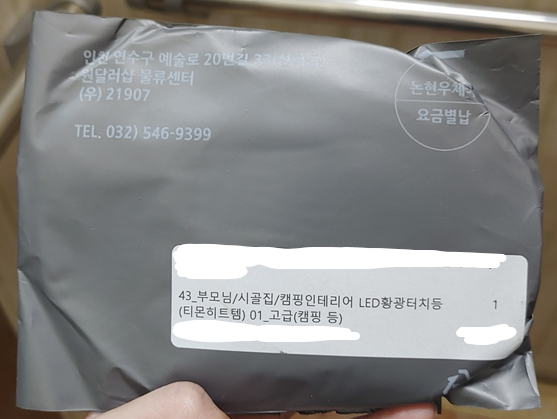 인천 연수구 예술로 20번길
원달러샵 물류센터
(우) 21907
TEL. 032) 546-9399
논현우체
요금별납
43_부모님/시골집/캠핑인테리어 LED황광터치등 1
(티몬히트템) 01_고급(캠핑 등)